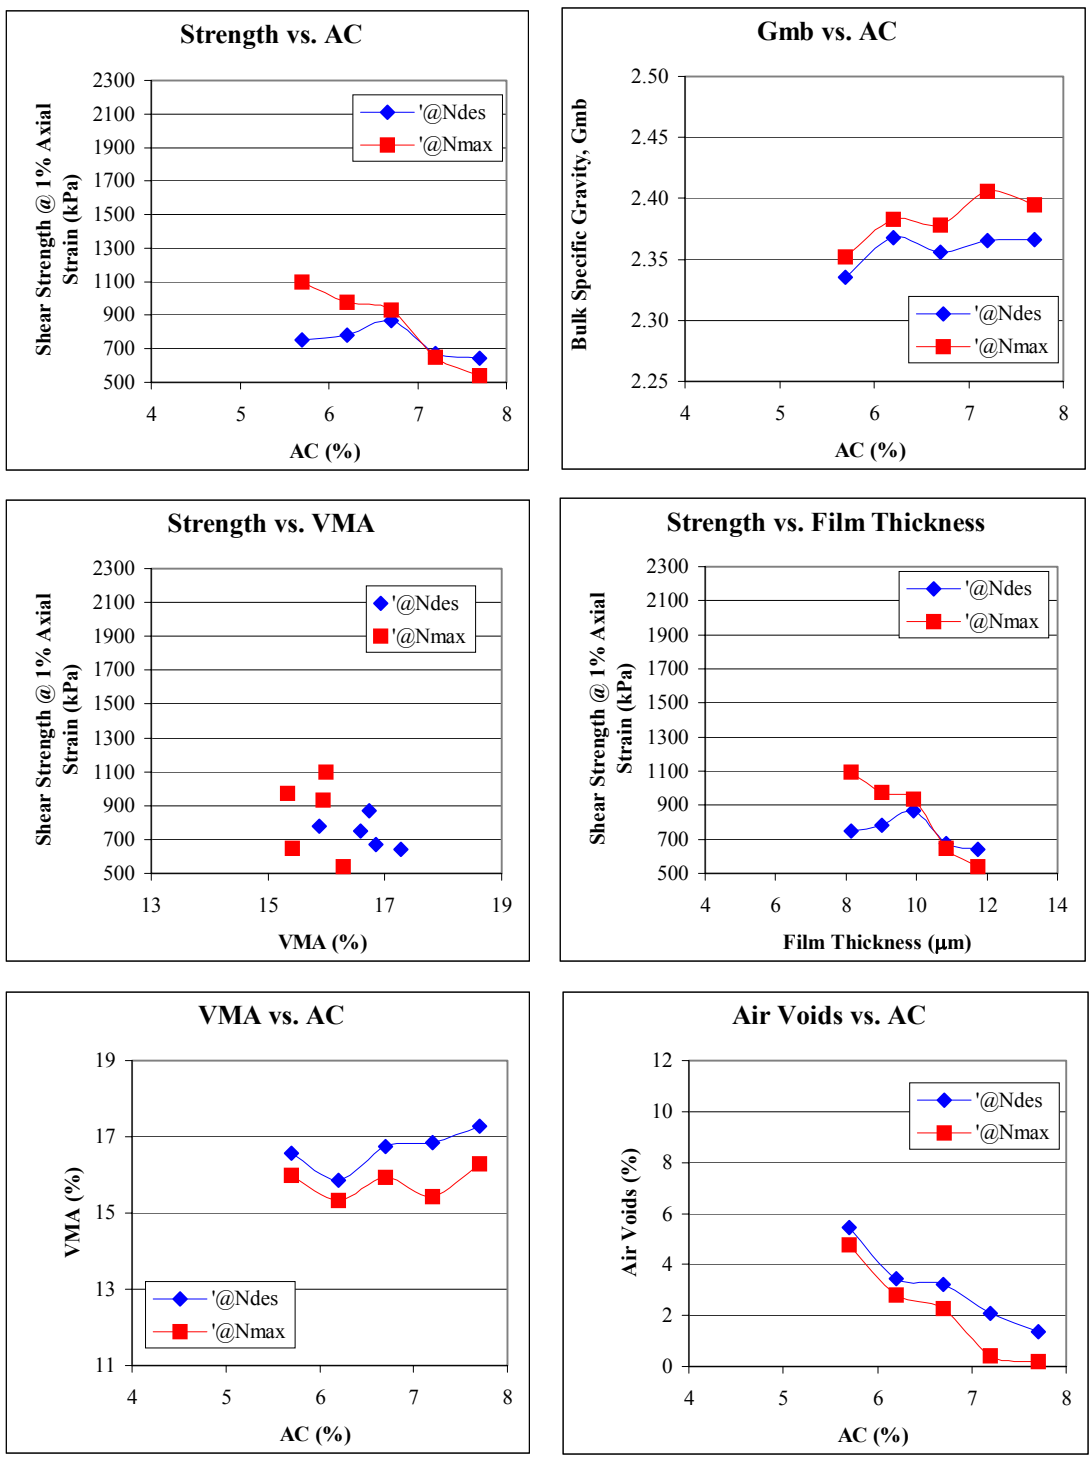 Strength vs. AC
Shear Strength @ 1% Axial
Strain (kPa)
2300
2100
1900
1700
1500
1300
1100
900
700
500
'@Ndes
'@Nmax
4 5 6 7 8
AC (%)
Gmb vs. AC
Bulk Specific Gravity, Gmb
2.50
2.45
2.40
2.35
2.30
2.25
'@Ndes
'@Nmax
4 5 6 7 8
AC (%)
Strength vs. VMA
Shear Strength @ 1% Axial
Strain (kPa)
2300
2100
1900
1700
1500
1300
1100
900
700
500
'@Ndes
'@Nmax
13 15 17 19
VMA (%)
Strength vs. Film Thickness
Shear Strength @ 1% Axial
Strain (kPa)
2300
2100
1900
1700
1500
1300
1100
900
700
500
'@Ndes
'@Nmax
4 6 8 10 12 14
Film Thickness (μm)
VMA vs. AC
VMA (%)
19
17
15
13
11
'@Ndes
'@Nmax
4 5 6 7 8
AC (%)
Air Voids vs. AC
Air Voids (%)
12
10
8
6
4
2
0
'@Ndes
'@Nmax
4 5 6 7 8
AC (%)